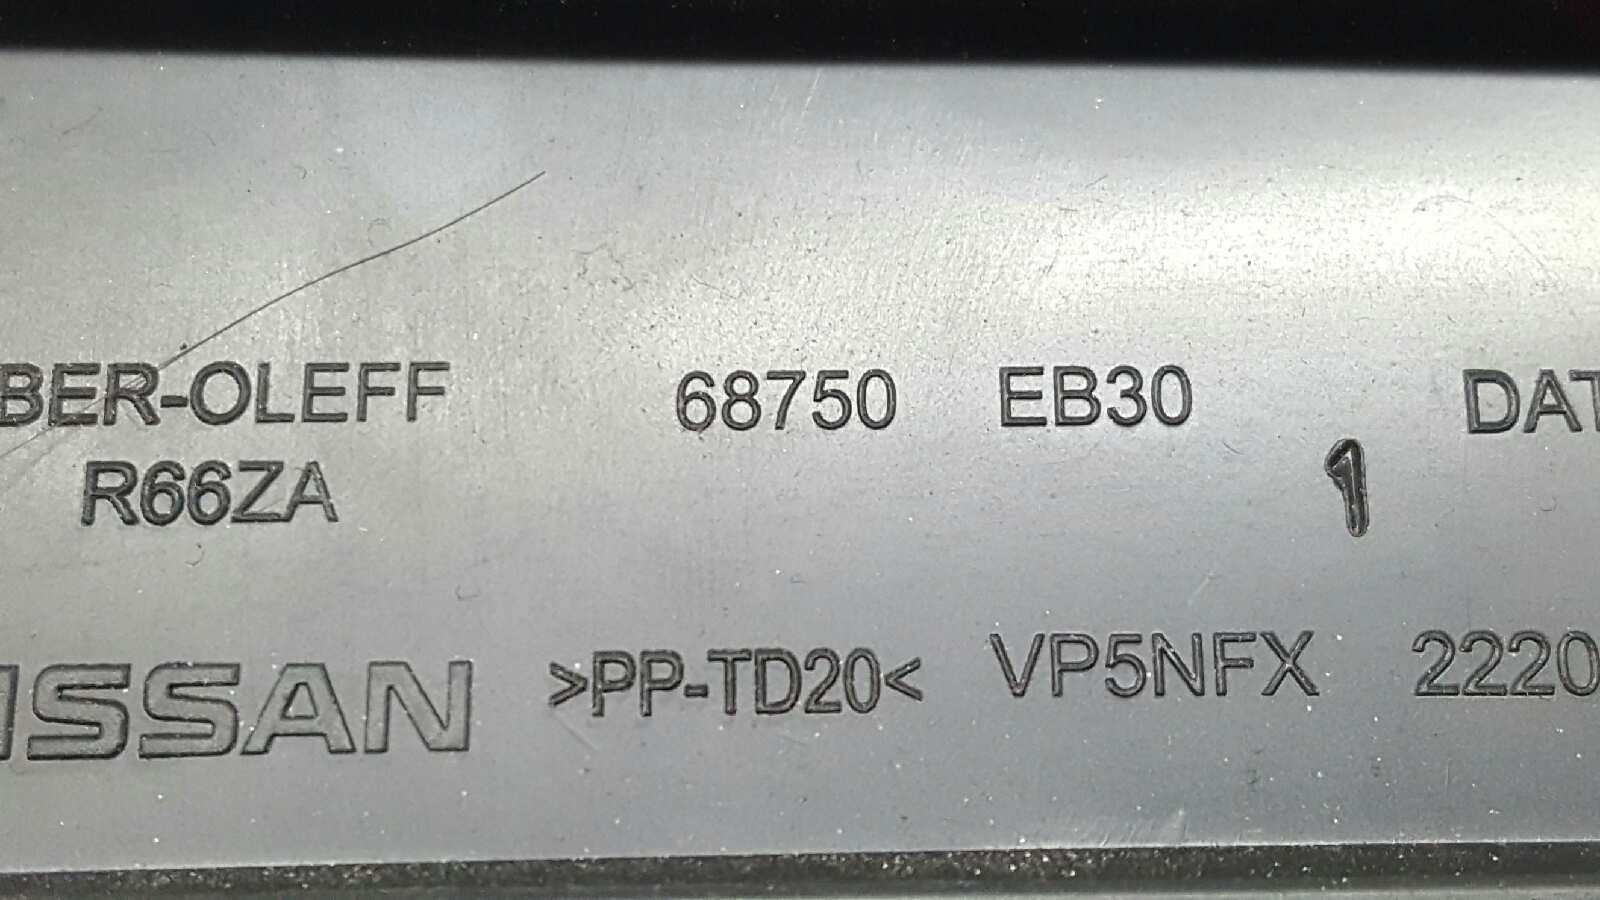 BER-OLEFF 68750 EB30 DAT
R66ZA 1
ISSAN >PP-TD20< VP5NFX 2220